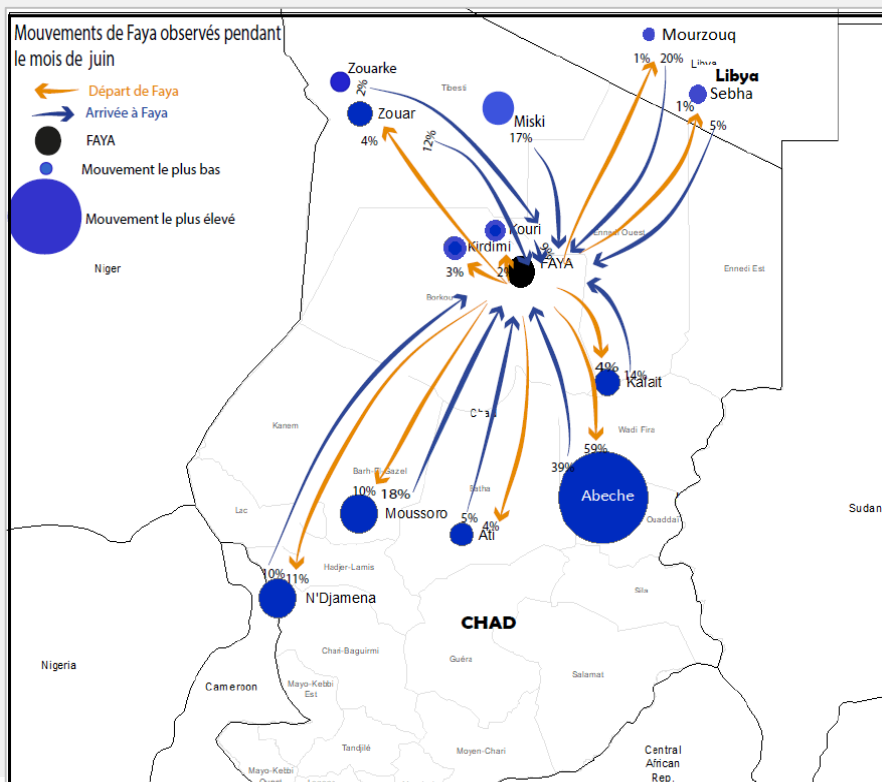 Mouvements de Faya observés pendant
le mois de juin
Départ de Faya
Arrivée à Faya
FAYA
Mouvement le plus bas
Mouvement le plus élevé
Mourzouq
1%
20%
Libya
Libya
Sebha
1%
5%
Zouarke
2%
Zouar
4%
12%
Tibesti
Miski
17%
Kouri
Kirdimi
3%
2%
9%
FAYA
Ennedi Ouest
Ennedi Est
Niger
Borkou
4%
14%
Kalait
Chad
Kanem
Wadi Fira
59%
39%
Abeche
Barh-El-Gazel
10%
18%
Moussoro
Batha
5%
4%
Ati
Lac
Ouaddaï
Sudan
10%
11%
N'Djamena
Hadjer-Lamis
Sila
CHAD
Chari-Baguirmi
Guéra
Salamat
Nigeria
Cameroon
Mayo-Kebbi
Est
Tandjilé
Moyen-Chari
Mayo-Kebbi
Central
African
Rep.